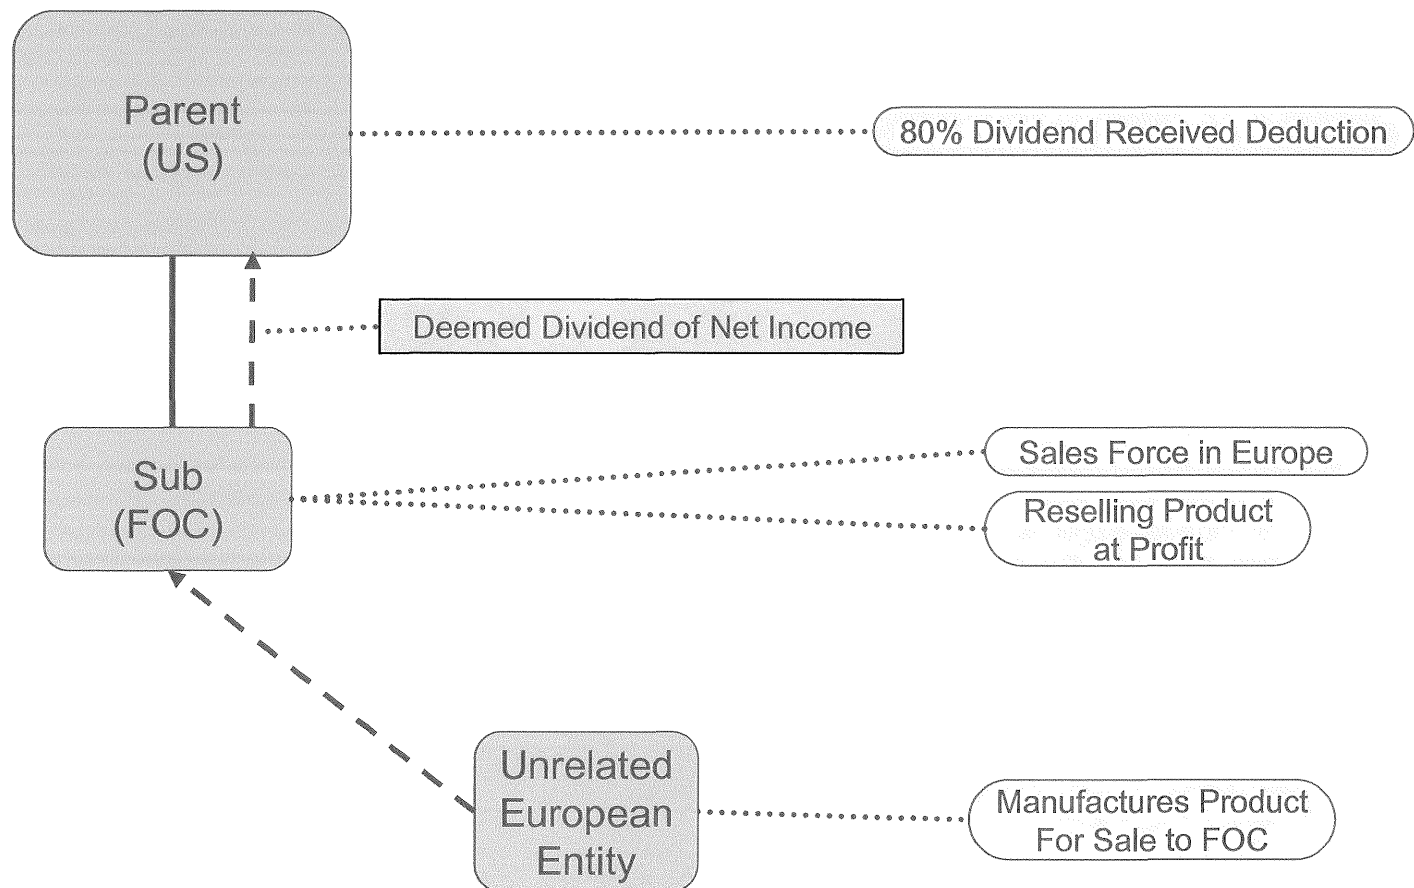 Parent
(US)
80% Dividend Received Deduction
Deemed Dividend of Net Income
Sub
(FOC)
Sales Force in Europe
Reselling Product
at Profit
Unrelated
European
Entity
Manufactures Product
For Sale to FOC